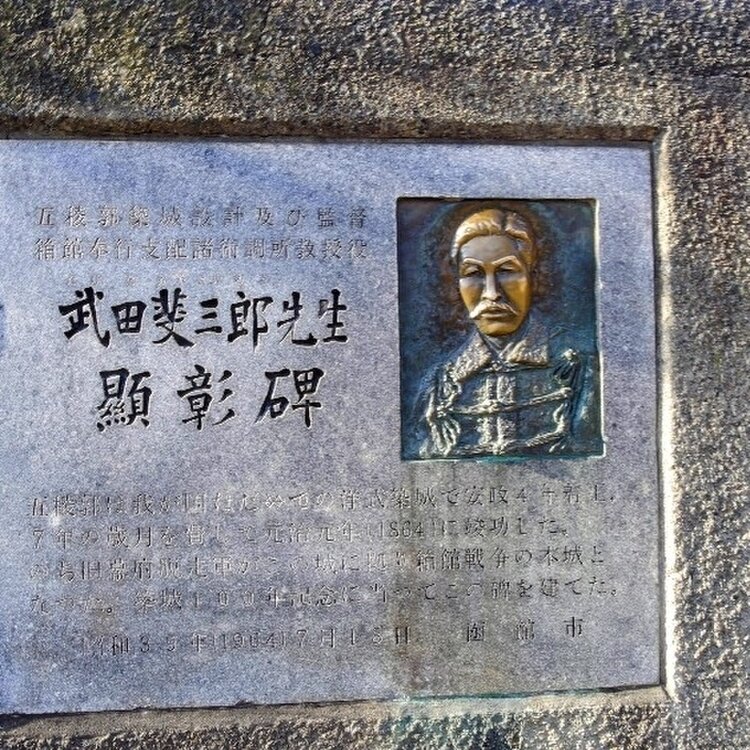 五稜郭築城設計及び監督
箱館奉行支配諸術調所教授役
武田斐三郎先生
顯彰碑
五稜郭は我が国はじめての洋式築城で安政4年着工,
7年の歳月を費して元治元年(1864)に竣功した。
のち旧幕府脱走軍がこの城に拠り箱館戦争の本城と
なった。築城100年記念に当ってこの碑を建てた。
昭和39年(1964)7月18日 函館市